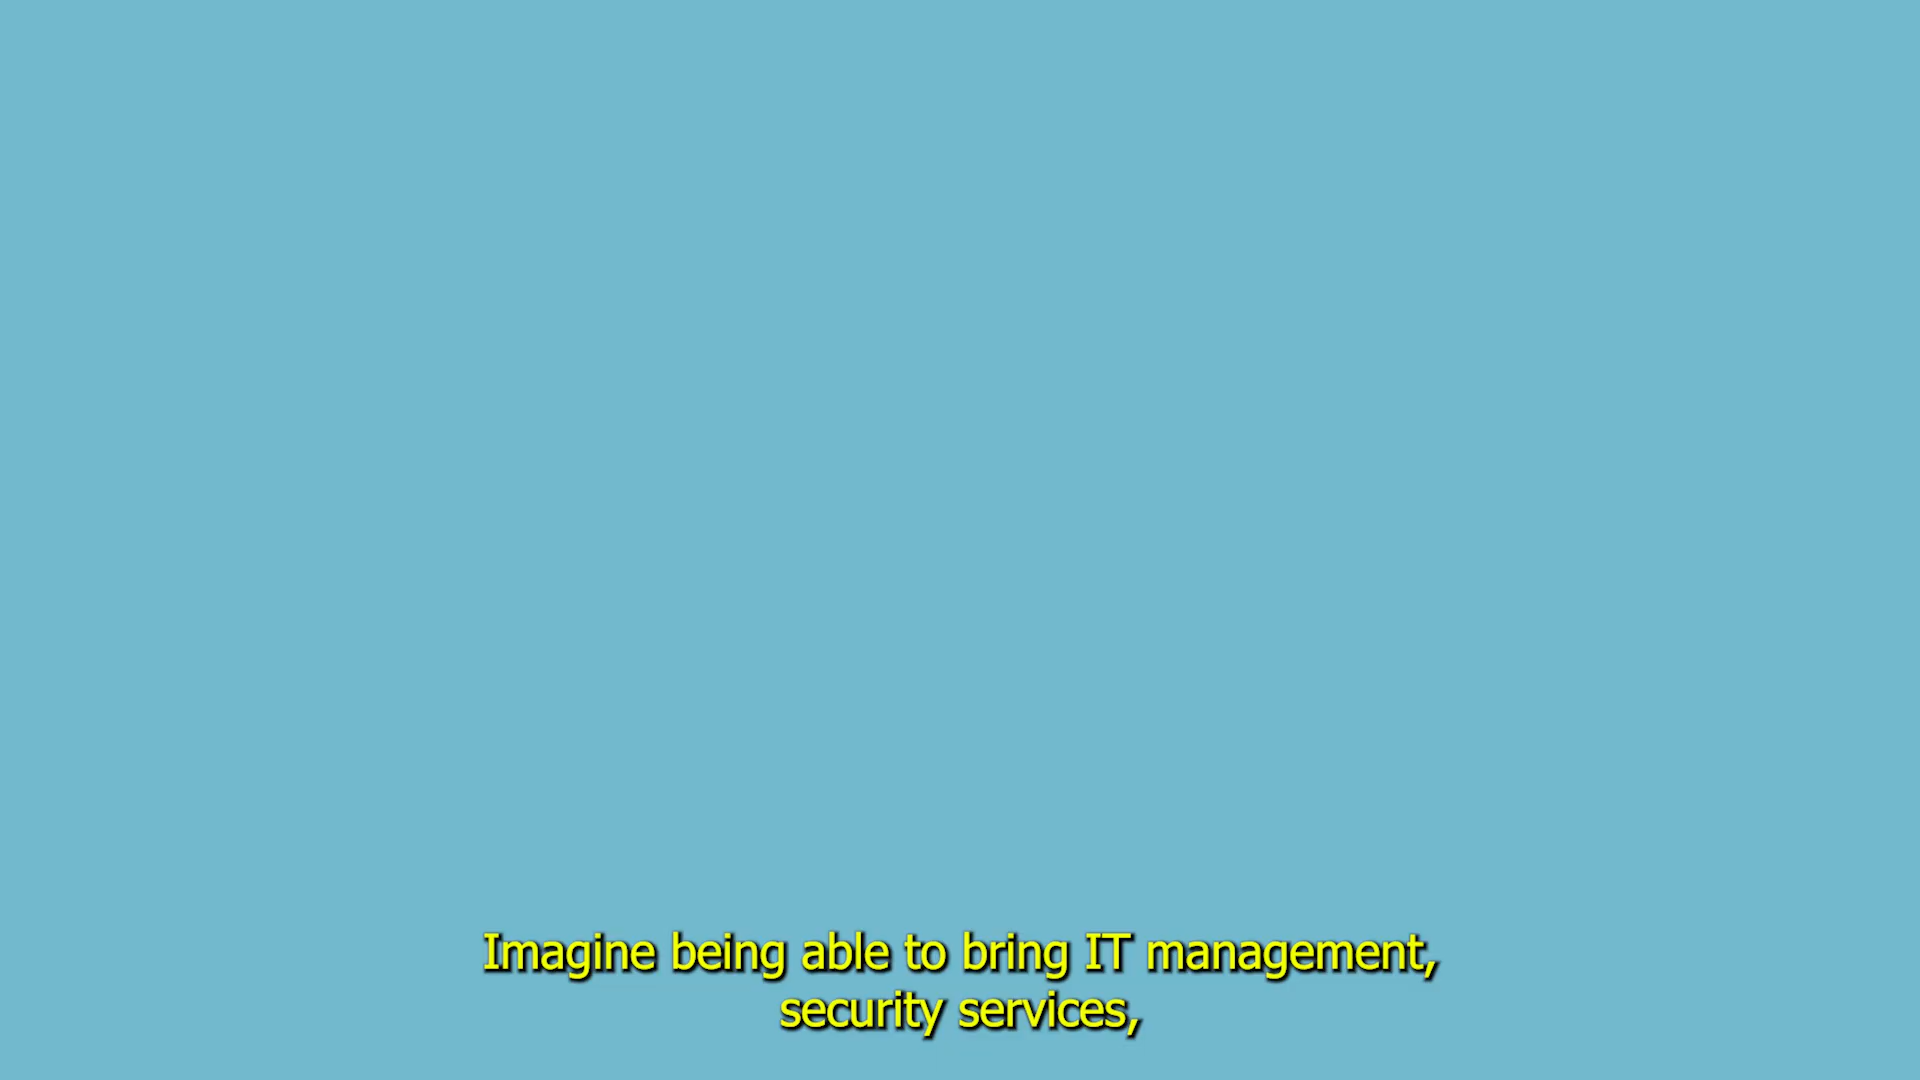 Imagine being able to bring IT management,
security services,